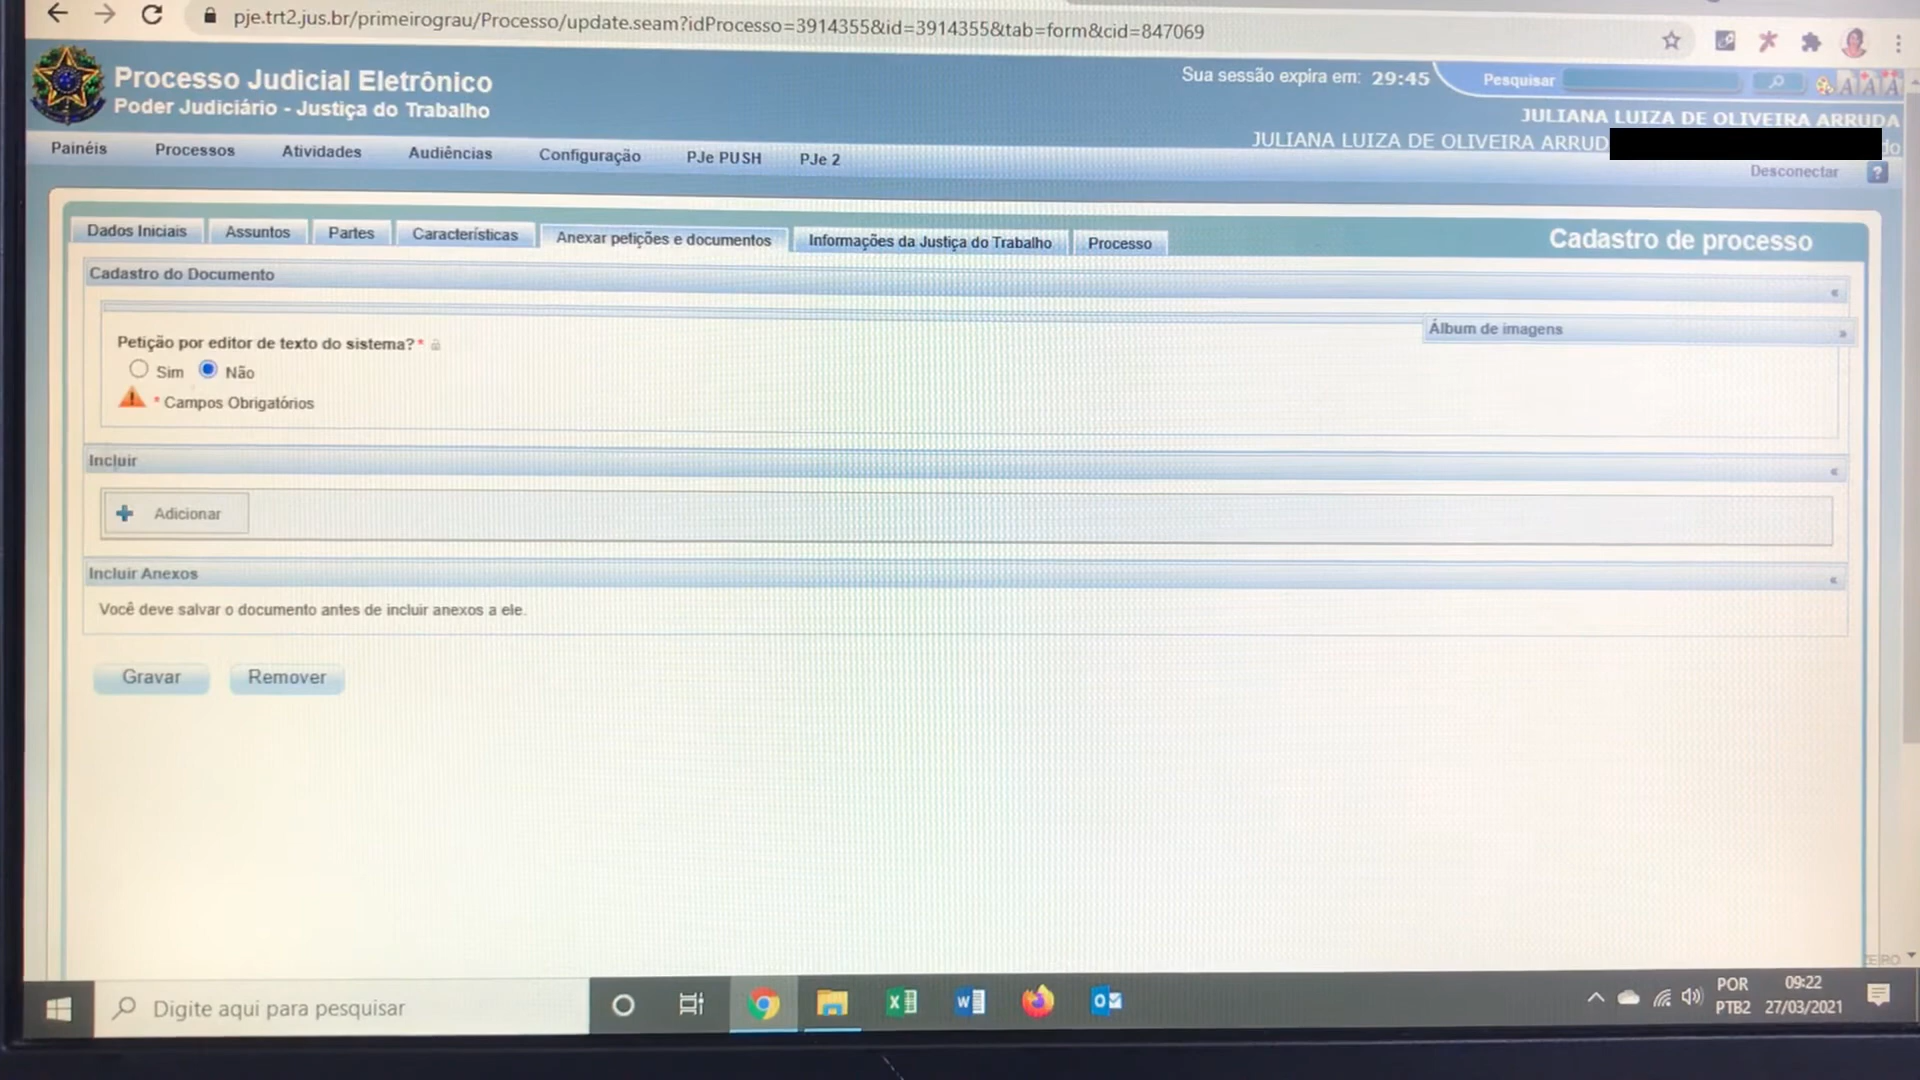 pje.trt2.jus.br/primeirograu/Processo/update.seam?idProcesso=3914355&id=3914355&tab=form&cid=847069
Processo Judicial Eletrônico
Poder Judiciário - Justiça do Trabalho
Sua sessão expira em: 29:45
Pesquisar
A A A
JULIANA LUIZA DE OLIVEIRA ARRUDA
JULIANA LUIZA DE OLIVEIRA ARRUD
Painéis Processos Atividades Audiências Configuração PJe PUSH PJe 2
Desconectar ?
Dados Iniciais Assuntos Partes Características Anexar petições e documentos Informações da Justiça do Trabalho Processo
Cadastro de processo
Cadastro do Documento
Álbum de imagens
Petição por editor de texto do sistema?*
Sim Não
* Campos Obrigatórios
Incluir
Adicionar
Incluir Anexos
Você deve salvar o documento antes de incluir anexos a ele.
Gravar Remover
Digite aqui para pesquisar
POR
PTB2
09:22
27/03/2021